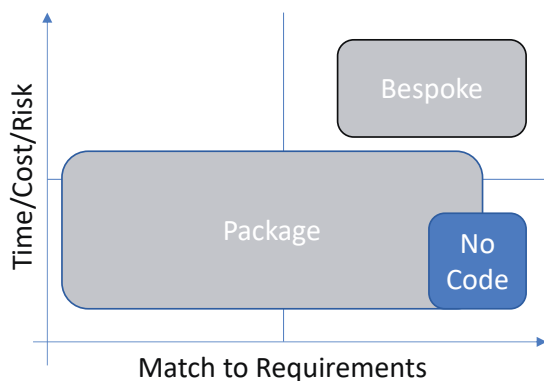 Bespoke
Time/Cost/Risk
Package
No
Code
Match to Requirements